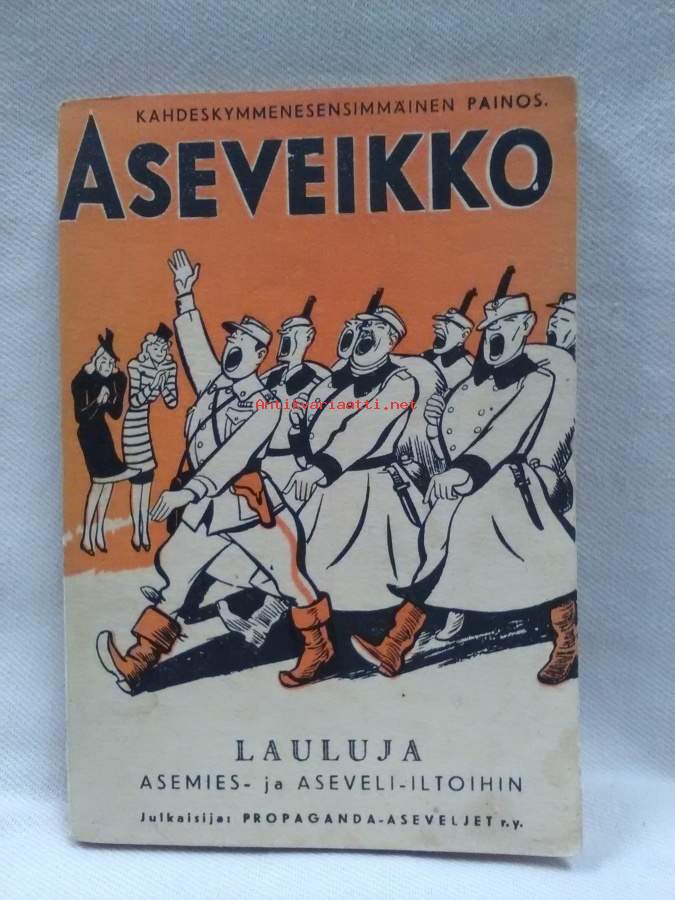 KAHDESKYMMENESENSIMMÄINEN PAINOS.
ASEVEIKKO
Antikvariaatti.net
LAULUJA
ASEMIES- ja ASEVELI-ILTOIHIN
Julkaisija: PROPAGANDA-ASEVELJET r.y.